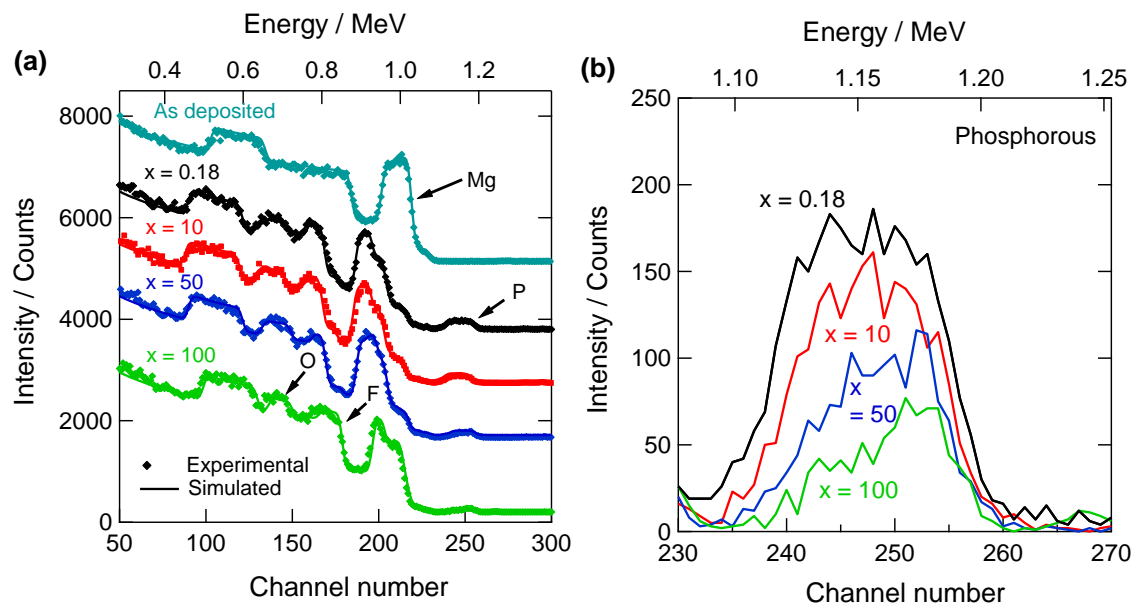 (a)
Energy / MeV
0.4 0.6 0.8 1.0 1.2
Intensity / Counts
8000
6000
4000
2000
0
As deposited
x = 0.18
x = 10
x = 50
x = 100
Mg
P
O
F
Experimental
Simulated
50 100 150 200 250 300
Channel number
(b)
Energy / MeV
1.10 1.15 1.20 1.25
Intensity / Counts
250
200
150
100
50
0
Phosphorous
x = 0.18
x = 10
x
= 50
x = 100
230 240 250 260 270
Channel number